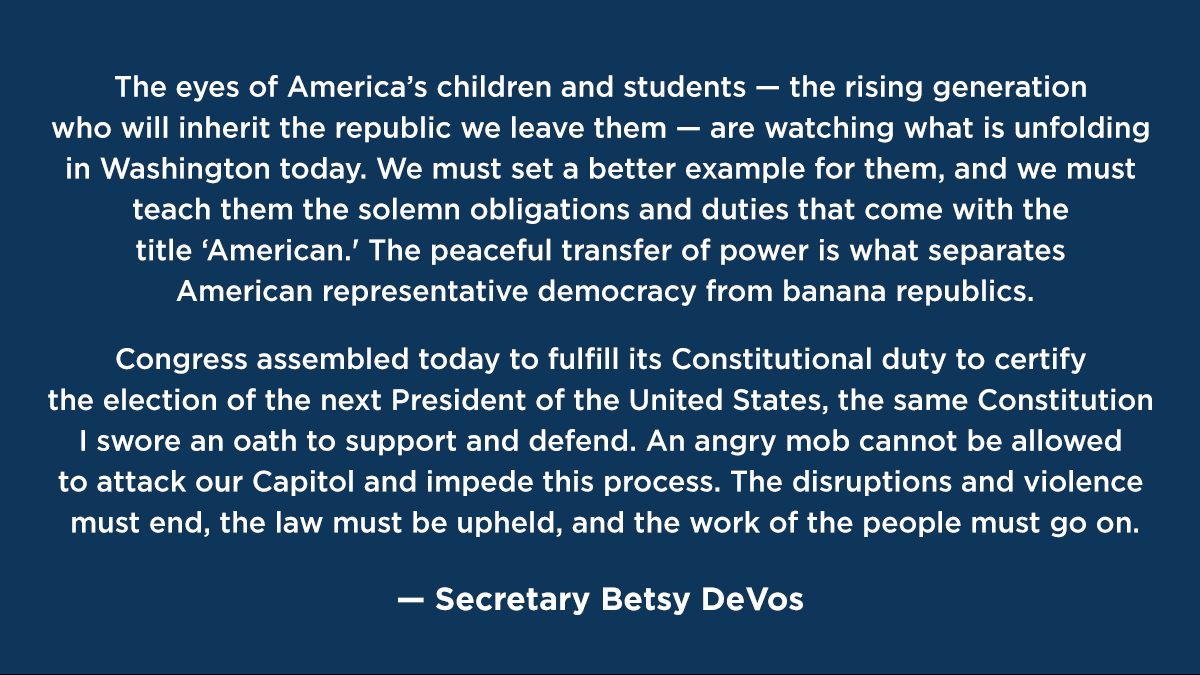 The eyes of America’s children and students — the rising generation
who will inherit the republic we leave them — are watching what is unfolding
in Washington today. We must set a better example for them, and we must
teach them the solemn obligations and duties that come with the
title ‘American.' The peaceful transfer of power is what separates
American representative democracy from banana republics.
Congress assembled today to fulfill its Constitutional duty to certify
the election of the next President of the United States, the same Constitution
I swore an oath to support and defend. An angry mob cannot be allowed
to attack our Capitol and impede this process. The disruptions and violence
must end, the law must be upheld, and the work of the people must go on.
— Secretary Betsy DeVos